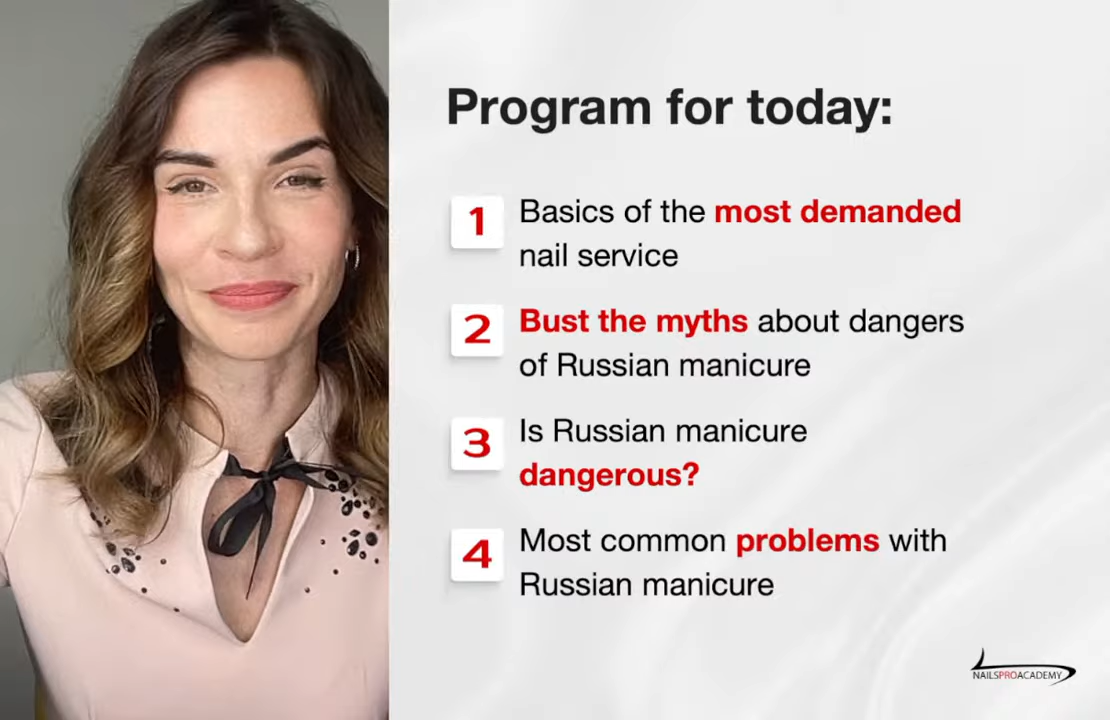 Program for today:
1
Basics of the most demanded
nail service
2
Bust the myths about dangers
of Russian manicure
3
Is Russian manicure
dangerous?
4
Most common problems with
Russian manicure
NAILSPROACADEMY